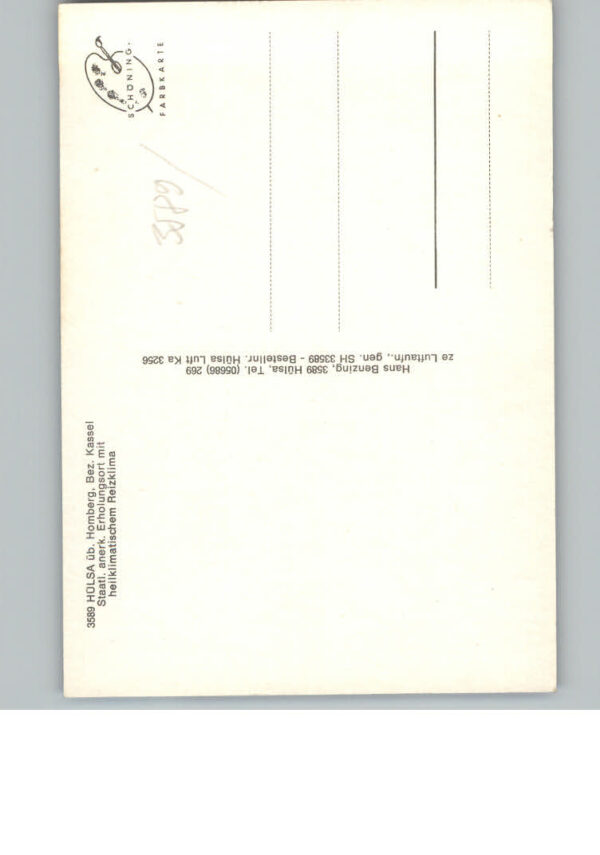 3589 HÜLSA üb. Homberg, Bez. Kassel
Staatl. anerk. Erholungsort mit
heilklimatischem Reizklima
Hans Benzing, 3589 Hülsa, Tel. (05686) 269
ze Luftaufn., gen. SH 33589 - Bestellnr. Hülsa Luft Ka 3256
SCHÖNING-
FARBKARTE
3589/